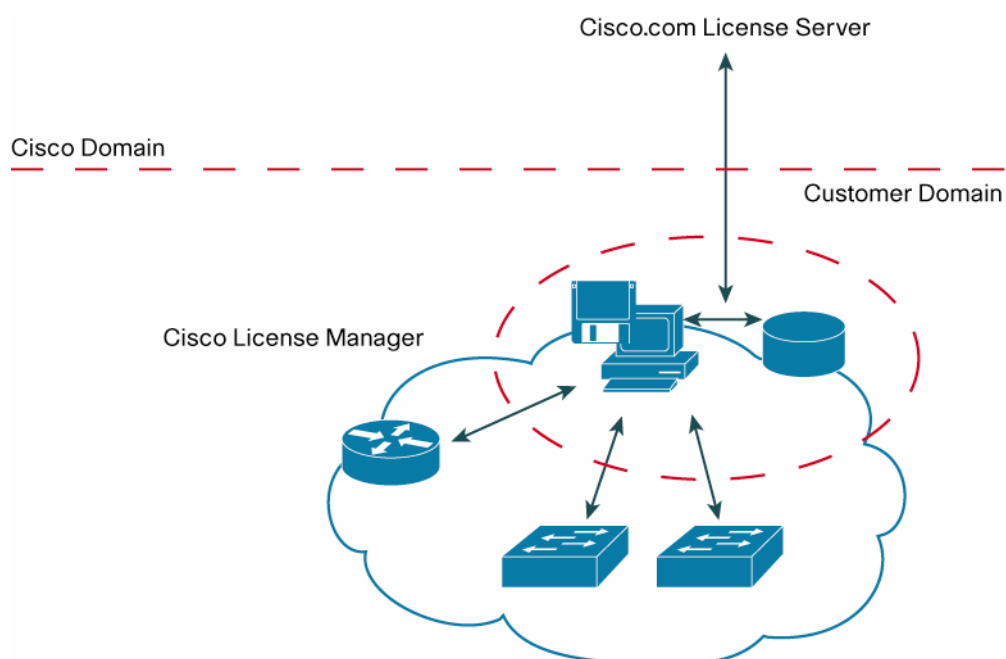 Cisco.com License Server
Cisco Domain
Customer Domain
Cisco License Manager